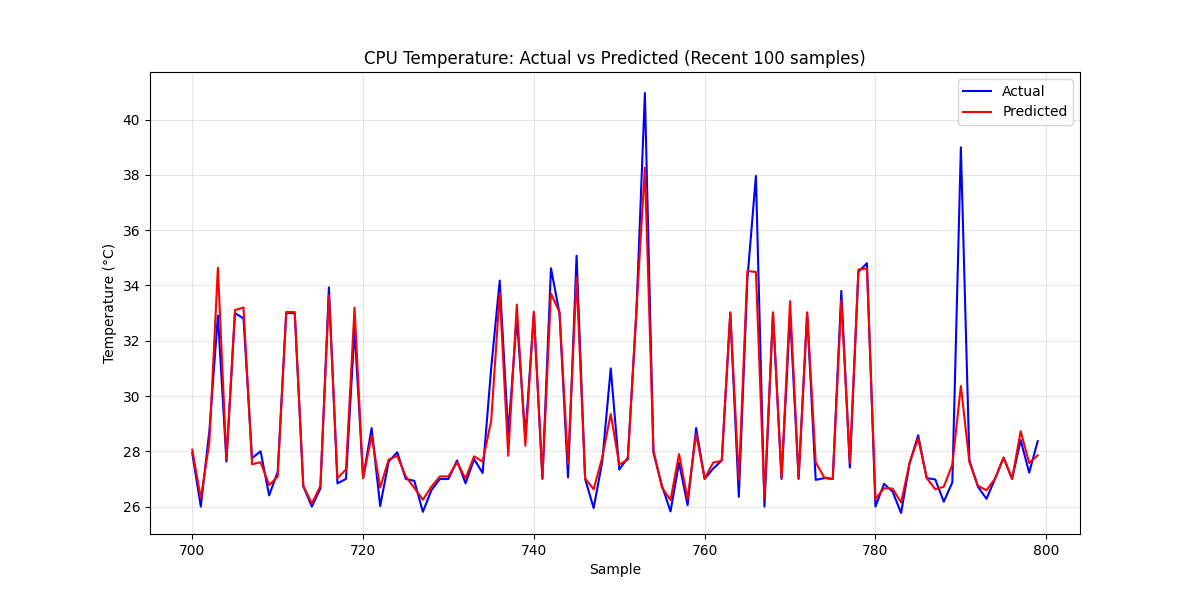 CPU Temperature: Actual vs Predicted (Recent 100 samples)
Actual
Predicted
Temperature (°C)
40
38
36
34
32
30
28
26
700
720
740
760
780
800
Sample